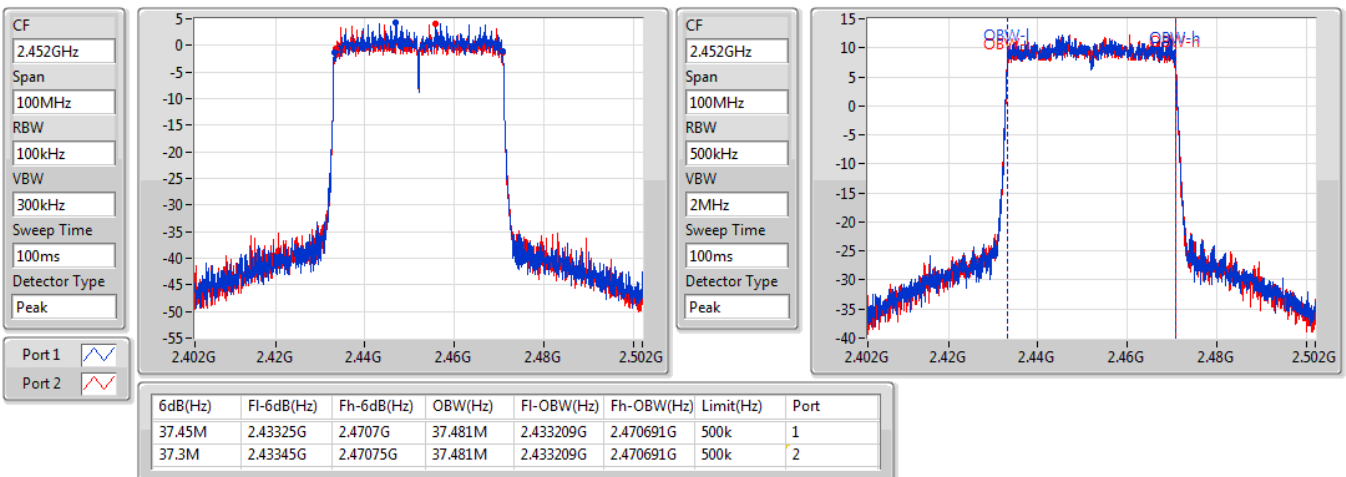 CF
2.452GHz
Span
100MHz
RBW
100kHz
VBW
300kHz
Sweep Time
100ms
Detector Type
Peak
Port 1
Port 2
5
0
-5
-10
-15
-20
-25
-30
-35
-40
-45
-50
-55
2.402G 2.42G 2.44G 2.46G 2.48G 2.502G
CF
2.452GHz
Span
100MHz
RBW
500kHz
VBW
2MHz
Sweep Time
100ms
Detector Type
Peak
15
10
5
0
-5
-10
-15
-20
-25
-30
-35
-40
OBW-l OBW-h
2.402G 2.42G 2.44G 2.46G 2.48G 2.502G
6dB(Hz) Fl-6dB(Hz) Fh-6dB(Hz) OBW(Hz) Fl-OBW(Hz) Fh-OBW(Hz) Limit(Hz) Port
37.45M 2.43325G 2.4707G 37.481M 2.433209G 2.470691G 500k 1
37.3M 2.43345G 2.47075G 37.481M 2.433209G 2.470691G 500k 2